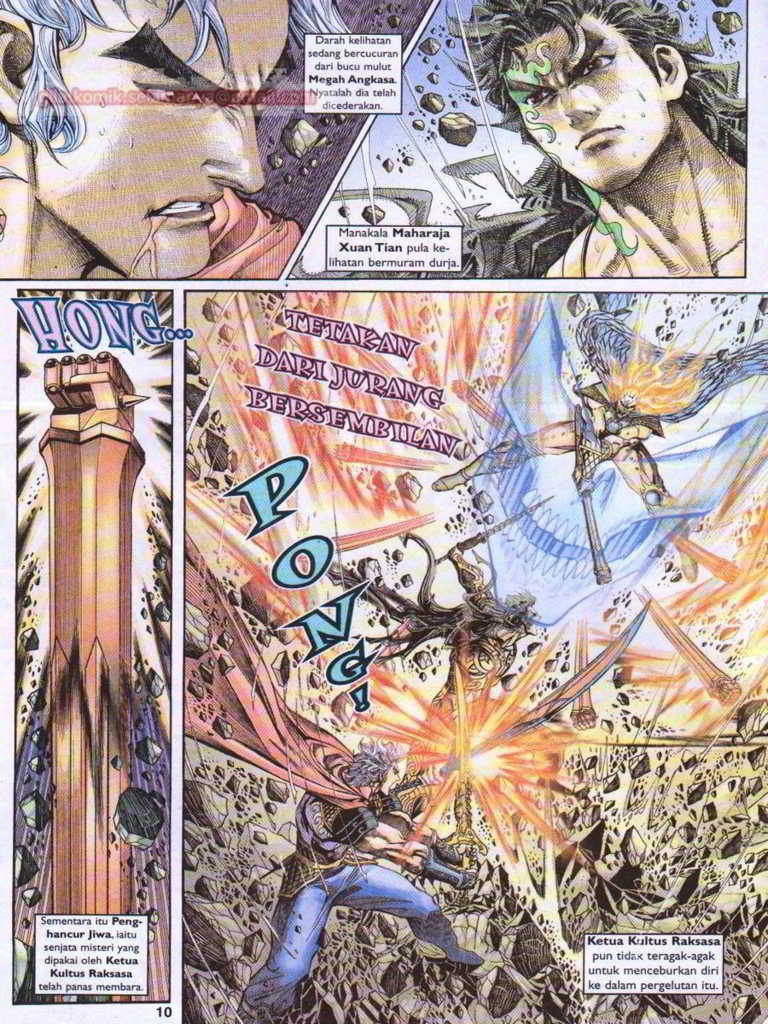 Darah kelihatan
sedang bercucuran
dari bucu mulut
Megah Angkasa.
Nyatalah dia telah
dicederakan.
Manakala Maharaja
Xuan Tian pula ke-
lihatan bermuram durja.
HONG...
TETAKAN
DARI JURANG
BERSEMBILAN
PONG!
Sementara itu Peng-
hancur Jiwa, iaitu
senjata misteri yang
dipakai oleh Ketua
Kultus Raksasa
telah panas membara.
Ketua Kultus Raksasa
pun tidak teragak-agak
untuk menceburkan diri
ke dalam pergelutan itu.
10